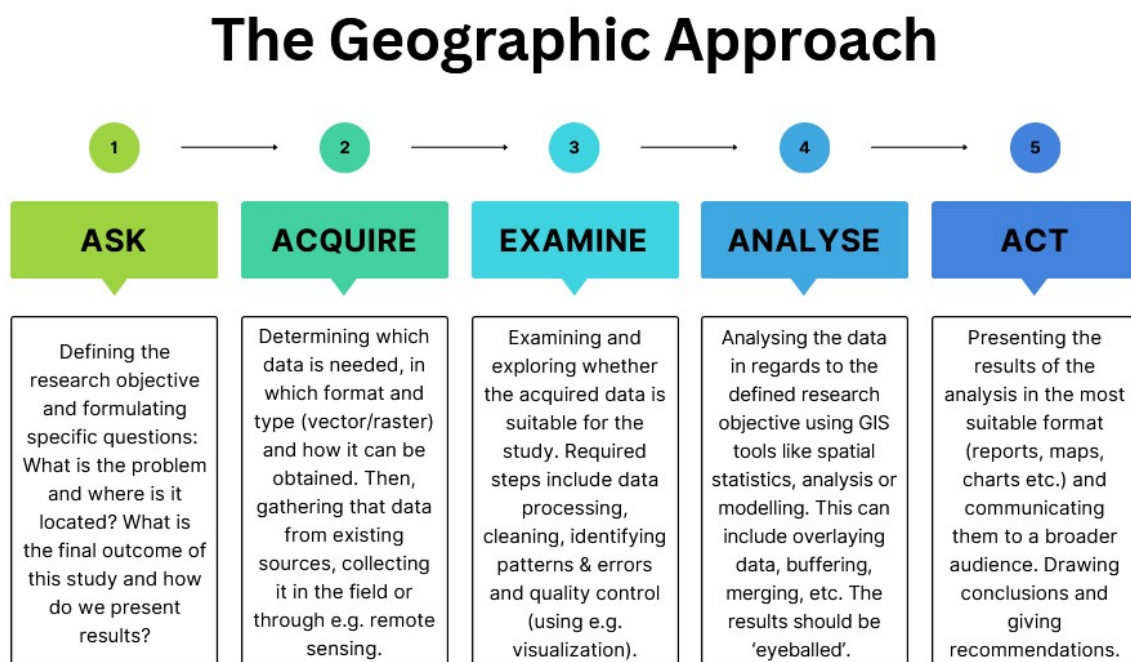 The Geographic Approach
1
2
3
4
5
ASK
ACQUIRE
EXAMINE
ANALYSE
ACT
Defining the
research objective
and formulating
specific questions:
What is the problem
and where is it
located? What is
the final outcome of
this study and how
do we present
results?
Determining which
data is needed, in
which format and
type (vector/raster)
and how it can be
obtained. Then,
gathering that data
from existing
sources, collecting
it in the field or
through e.g. remote
sensing.
Examining and
exploring whether
the acquired data is
suitable for the
study. Required
steps include data
processing,
cleaning, identifying
patterns & errors
and quality control
(using e.g.
visualization).
Analysing the data
in regards to the
defined research
objective using GIS
tools like spatial
statistics, analysis or
modelling. This can
include overlaying
data, buffering,
merging, etc. The
results should be
‘eyeballed’.
Presenting the
results of the
analysis in the most
suitable format
(reports, maps,
charts etc.) and
communicating
them to a broader
audience. Drawing
conclusions and
giving
recommendations.